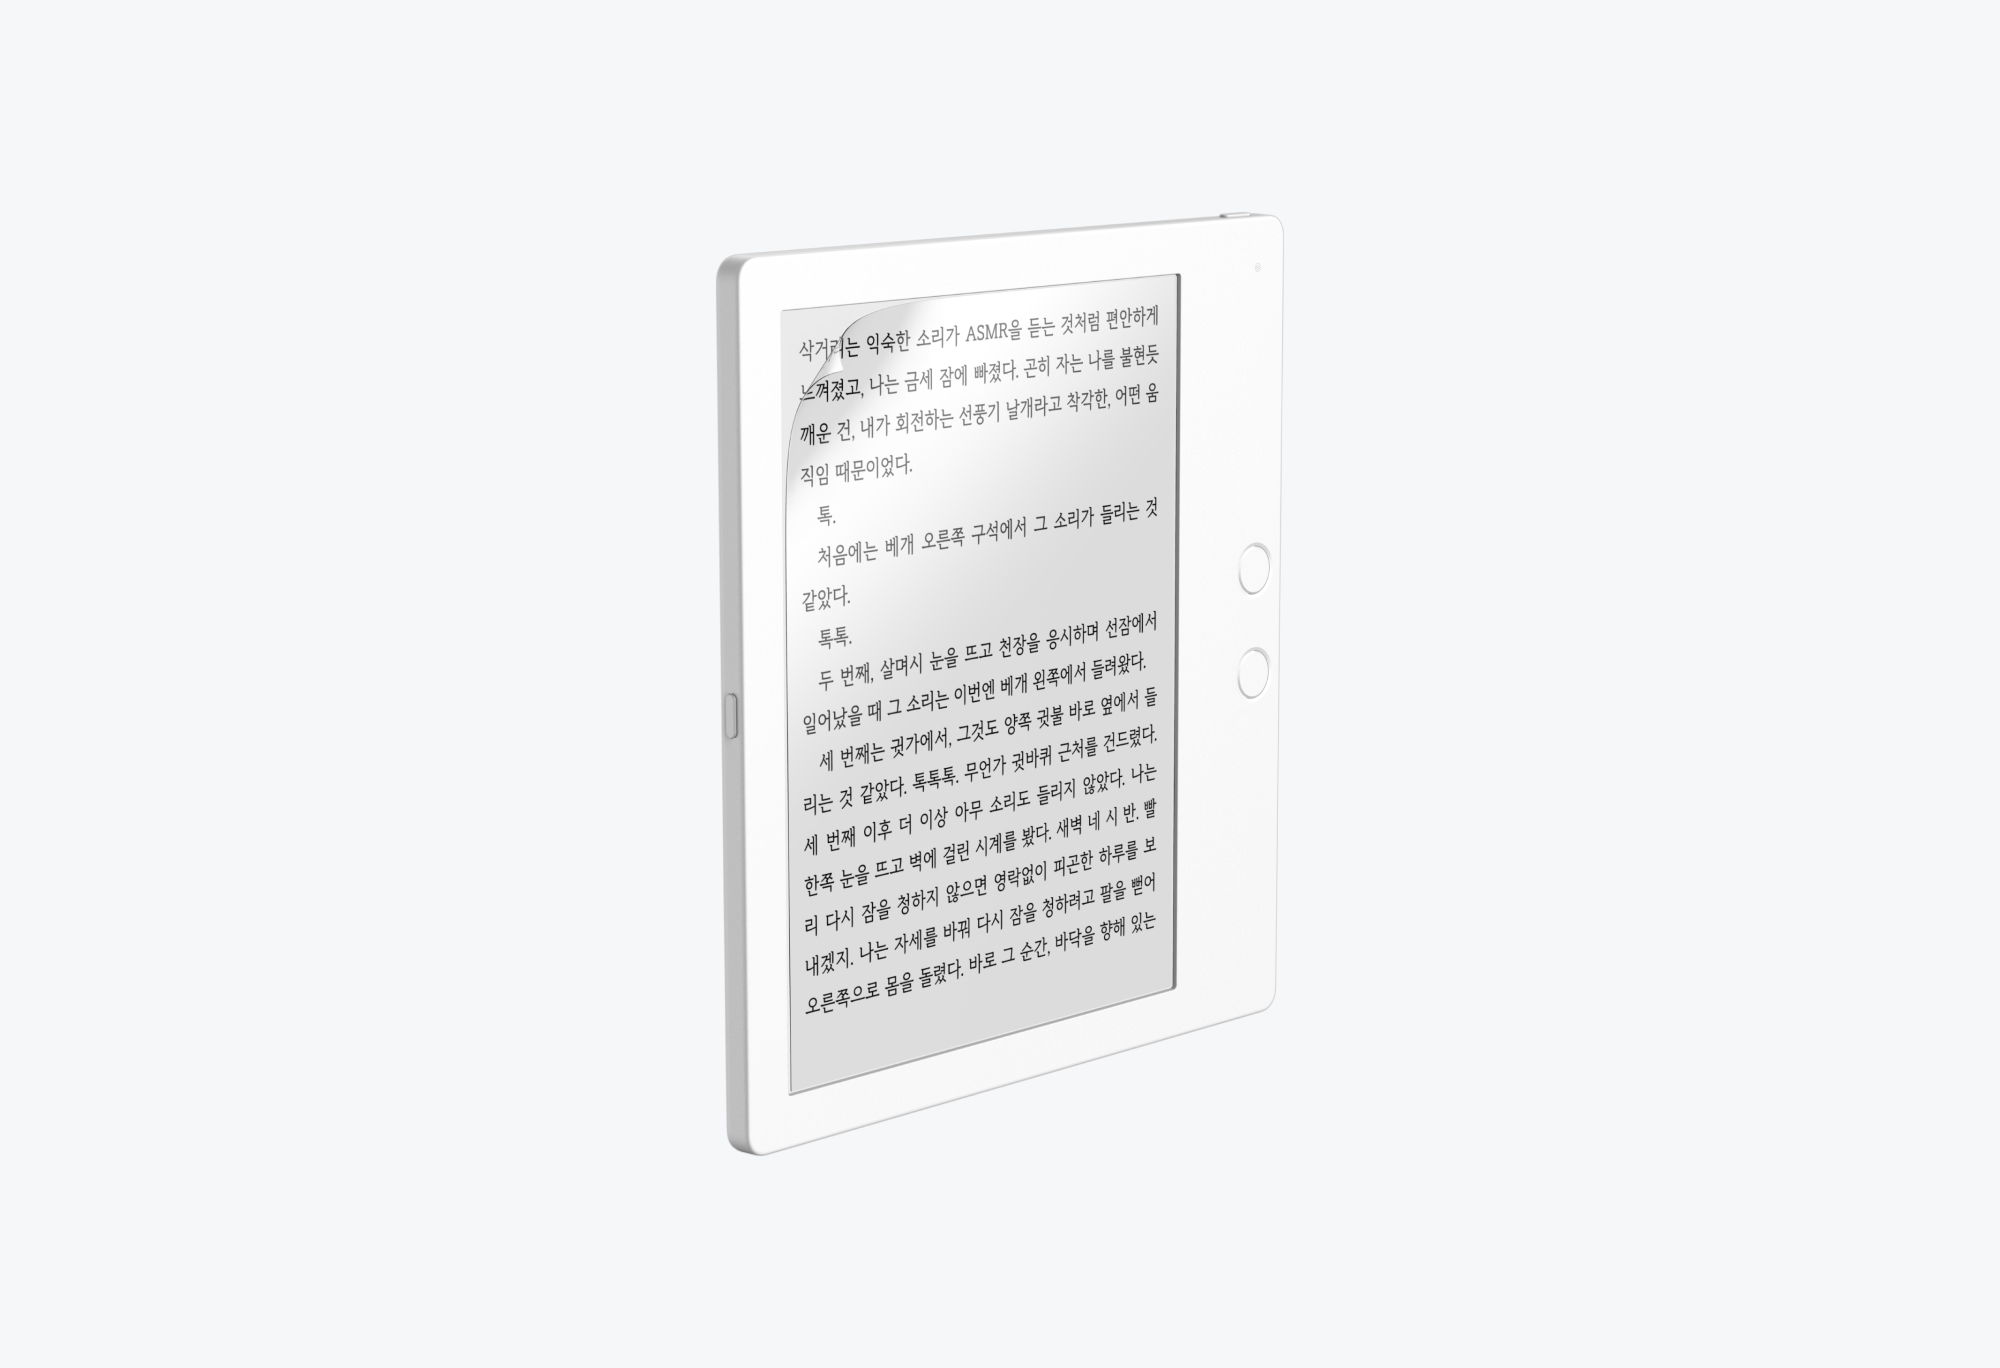 삭거리는 익숙한 소리가 ASMR을 듣는 것처럼 편안하게
느껴졌고, 나는 금세 잠에 빠졌다. 곤히 자는 나를 불현듯
깨운 건, 내가 회전하는 선풍기 날개라고 착각한, 어떤 움
직임 때문이었다.
톡.
처음에는 베개 오른쪽 구석에서 그 소리가 들리는 것
같았다.
톡톡.
두 번째, 살며시 눈을 뜨고 천장을 응시하며 선잠에서
일어났을 때 그 소리는 이번엔 베개 왼쪽에서 들려왔다.
세 번째는 귓가에서, 그것도 양쪽 귓불 바로 옆에서 들
리는 것 같았다. 톡톡톡. 무언가 귓바퀴 근처를 건드렸다.
세 번째 이후 더 이상 아무 소리도 들리지 않았다. 나는
한쪽 눈을 뜨고 벽에 걸린 시계를 봤다. 새벽 네 시 반. 빨
리 다시 잠을 청하지 않으면 영락없이 피곤한 하루를 보
내겠지. 나는 자세를 바꿔 다시 잠을 청하려고 팔을 뻗어
오른쪽으로 몸을 돌렸다. 바로 그 순간, 바닥을 향해 있는